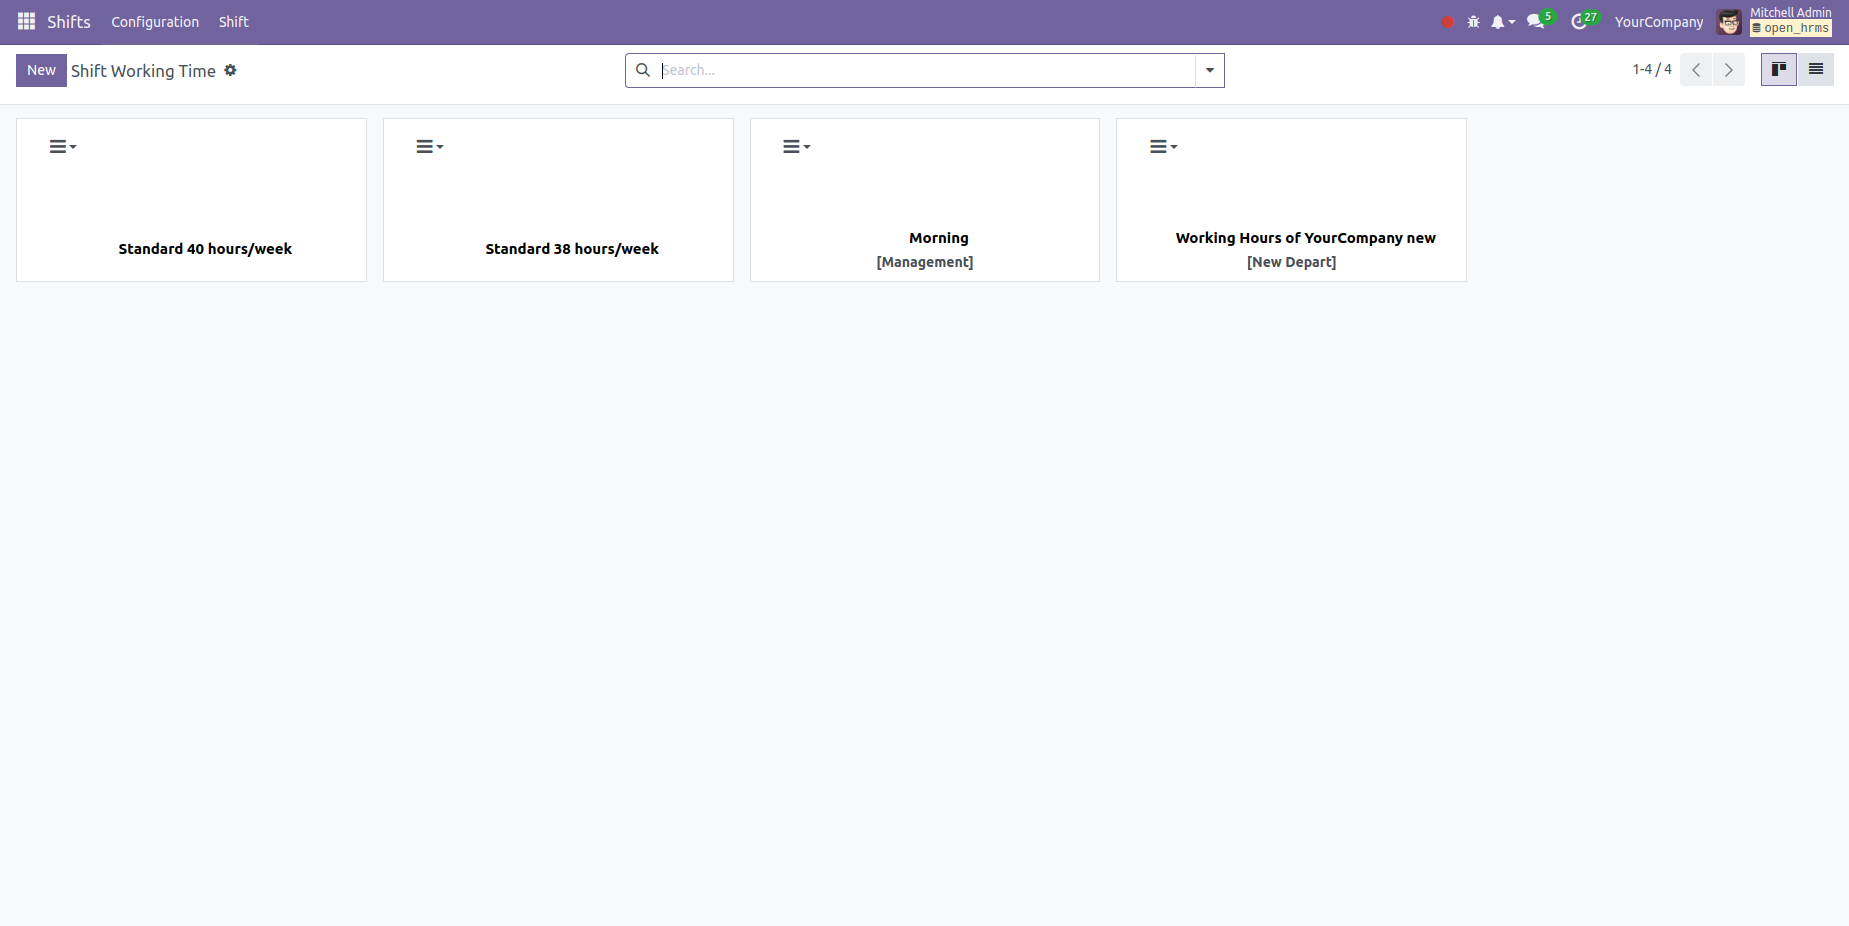 Shifts Configuration Shift 5 27 YourCompany Mitchell Admin
open_hrms
New Shift Working Time Search... 1-4 / 4
Standard 40 hours/week
Standard 38 hours/week
Morning
[Management]
Working Hours of YourCompany new
[New Depart]